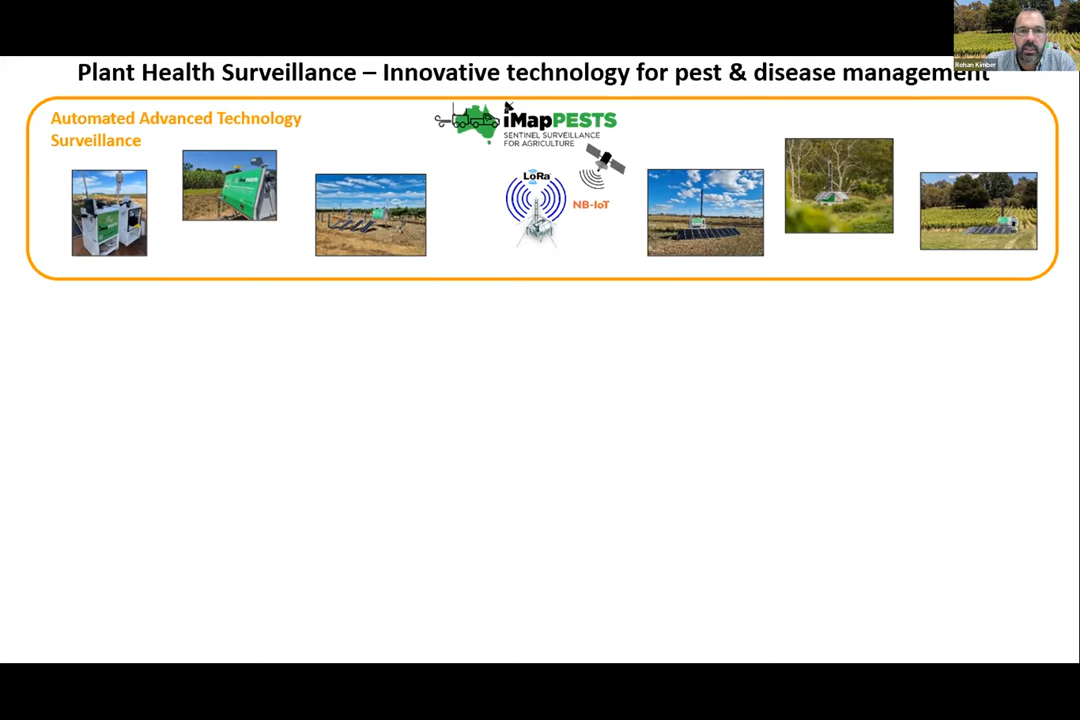 Rohan Kimber
Plant Health Surveillance – Innovative technology for pest & disease management
Automated Advanced Technology
Surveillance
iMapPESTS
SENTINEL SURVEILLANCE
FOR AGRICULTURE
LoRa
NB-IoT